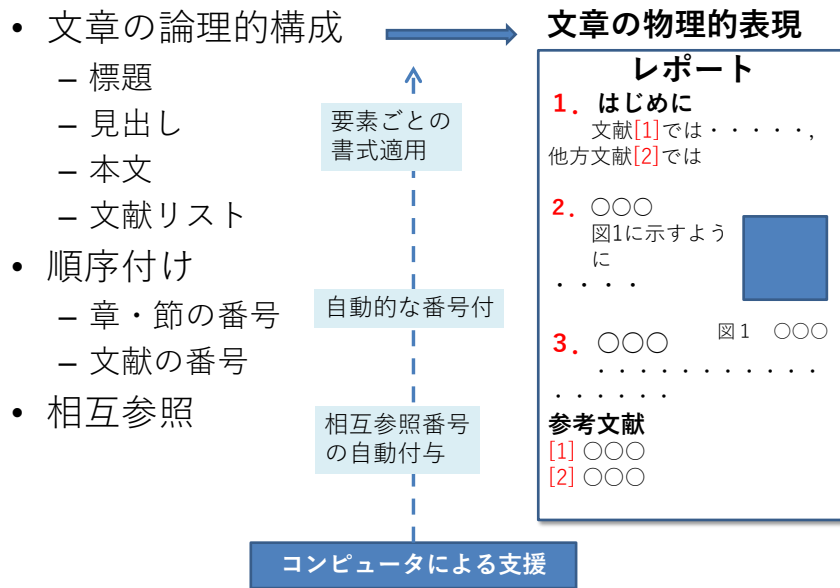 • 文章の論理的構成
– 標題
– 見出し
– 本文
– 文献リスト
• 順序付け
– 章・節の番号
– 文献の番号
• 相互参照
要素ごとの
書式適用
自動的な番号付
相互参照番号
の自動付与
コンピュータによる支援
文章の物理的表現
レポート
1. はじめに
文献[1]では・・・・・,
他方文献[2]では
2. ○○○
図1に示すよう
に
・・・・
図1 ○○○
3. ○○○
・・・・・・・・・・・
・・・・・・
参考文献
[1] ○○○
[2] ○○○